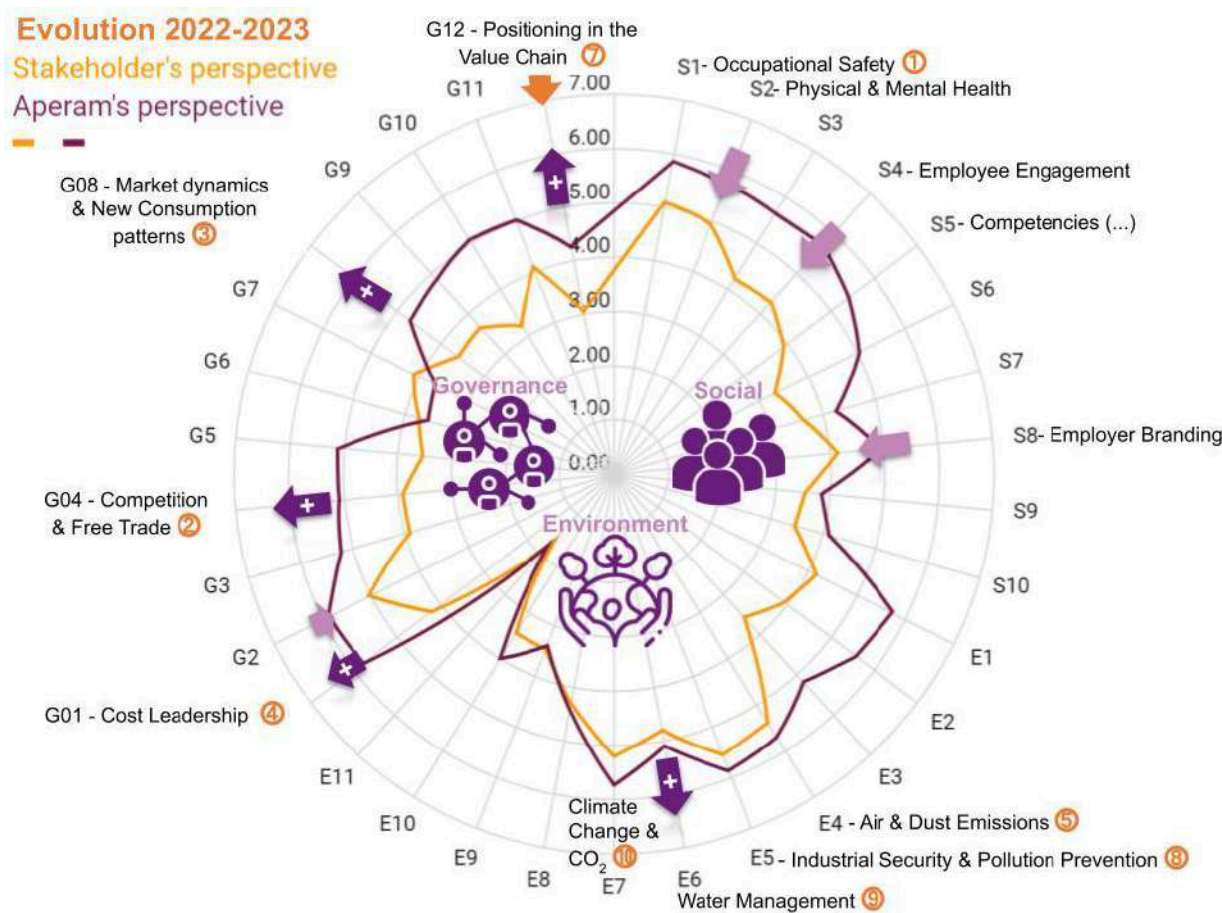 Evolution 2022-2023
Stakeholder's perspective
Aperam's perspective
G12 - Positioning in the
Value Chain ⑦
S1- Occupational Safety ①
S2- Physical & Mental Health
S3
S4 - Employee Engagement
S5- Competencies (...)
S6
S7
S8- Employer Branding
S9
S10
E1
E2
E3
E4 - Air & Dust Emissions ⑤
E5 - Industrial Security & Pollution Prevention ⑧
E6
Water Management ⑨
E7
Climate
Change &
CO₂ ⑩
E8
E9
E10
E11
G01 - Cost Leadership ④
G2
G3
G04 - Competition
& Free Trade ②
G5
G6
G7
G08 - Market dynamics
& New Consumption
patterns ③
G9
G10
G11
7.00
6.00
5.00
4.00
3.00
2.00
1.00
0.00
Governance
Social
Environment
+
+
+
+
+